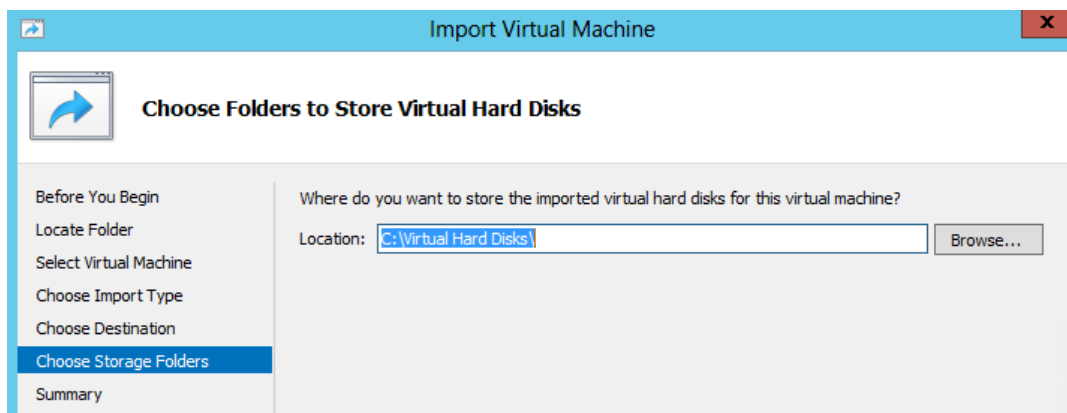 Import Virtual Machine
x
Choose Folders to Store Virtual Hard Disks
Before You Begin
Locate Folder
Select Virtual Machine
Choose Import Type
Choose Destination
Choose Storage Folders
Summary
Where do you want to store the imported virtual hard disks for this virtual machine?
Location: C:\Virtual Hard Disks\ Browse...